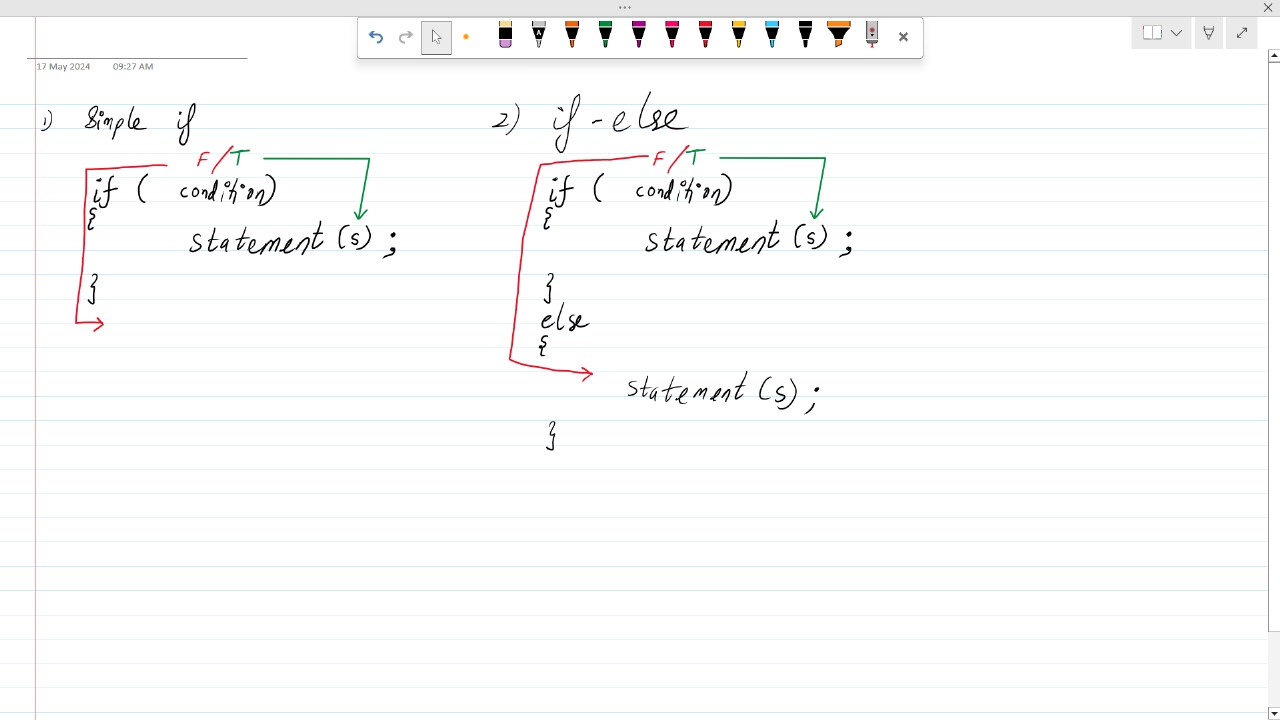 17 May 2024 09:27 AM
1) Simple if
F/T
if ( condition)
{
statement (s) ;
}
2) if - else
F/T
if ( condition)
{
statement (s) ;
}
else
{
statement (s) ;
}